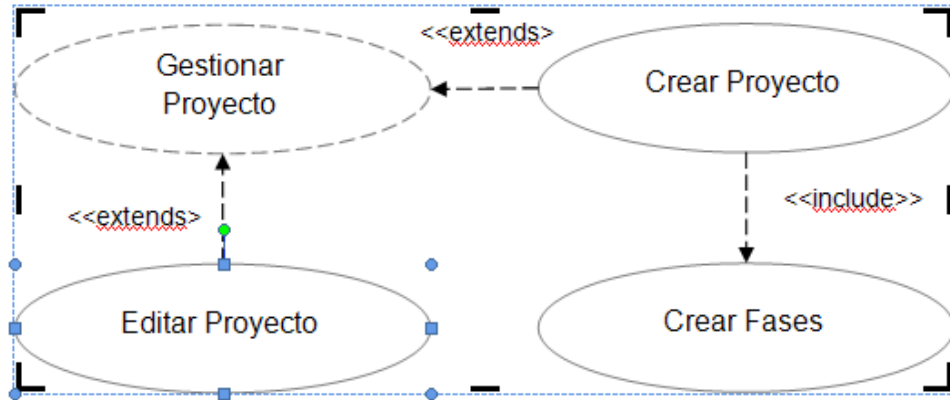 <<extends>
Gestionar
Proyecto
Crear Proyecto
<<extends>
<<include>>
Editar Proyecto
Crear Fases